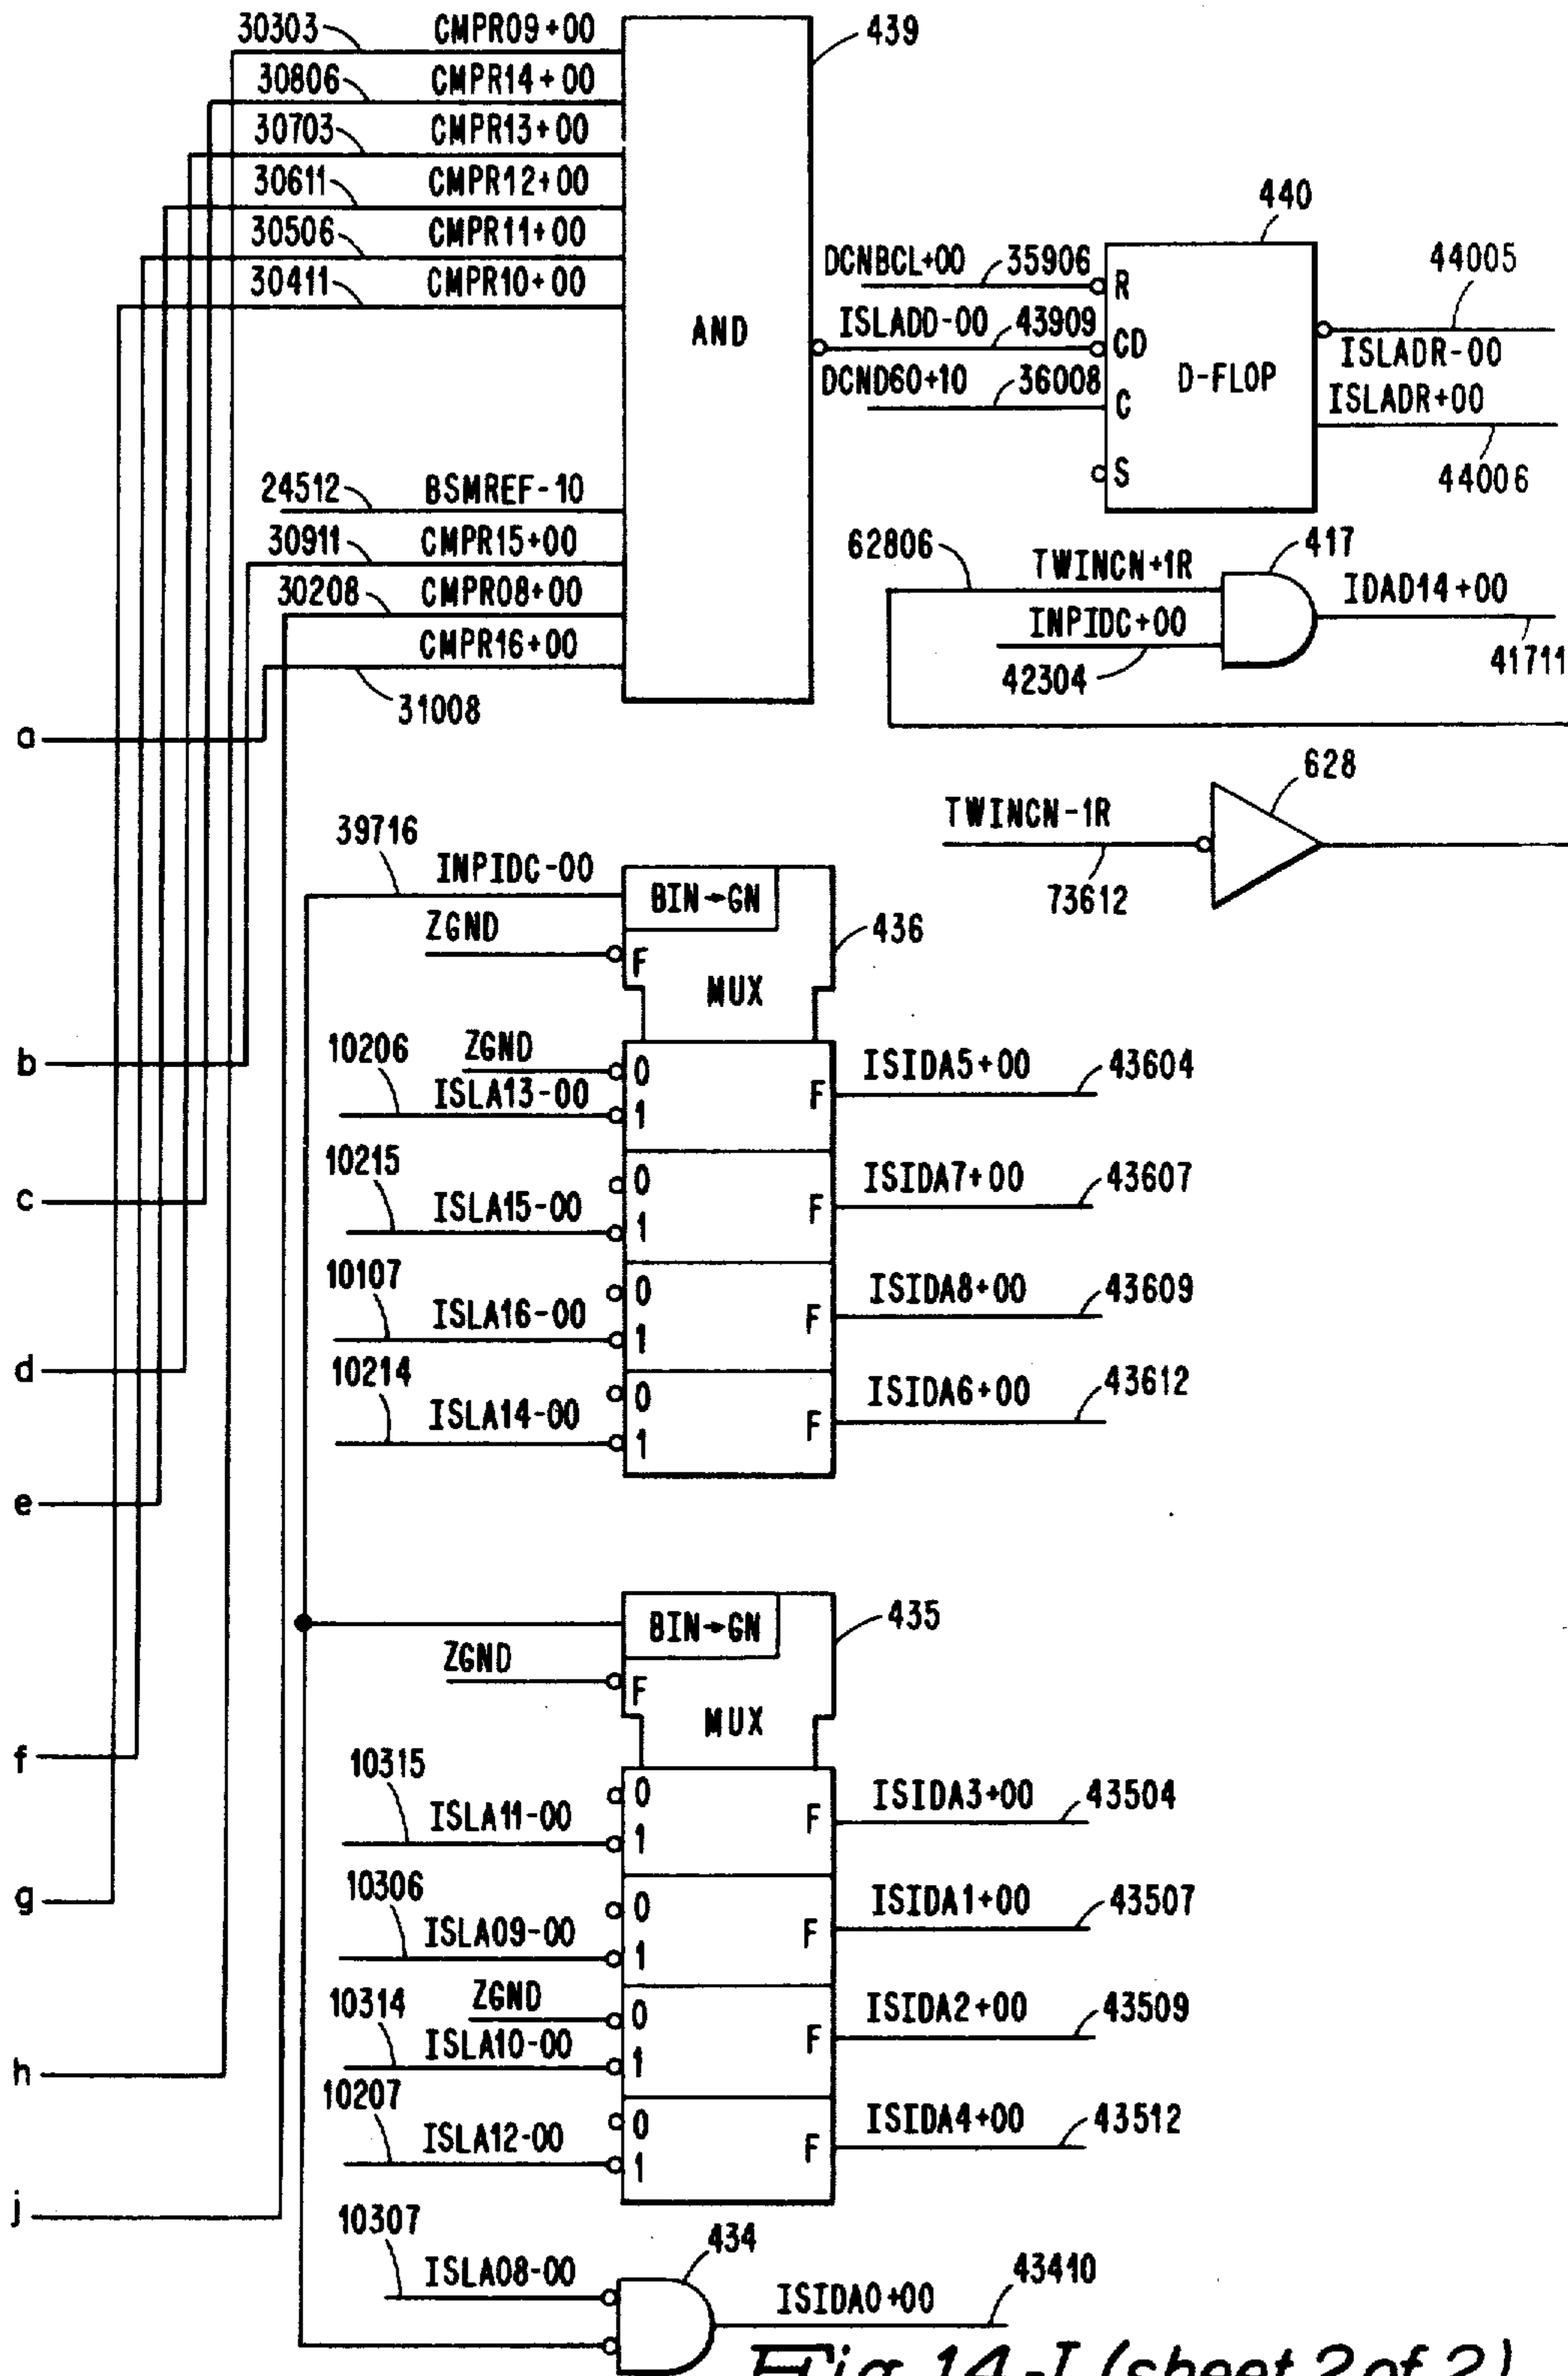 30303 CMPR09+00
439
30806 CMPR14+00
30703 CMPR13+00
30611 CMPR12+00
30506 CMPR11+00
30411 CMPR10+00
AND
24512 BSMREF-10
30911 CMPR15+00
30208 CMPR08+00
CMPR16+00
31008
440
DCNBCL+00 35906 R
ISLADD-00 43909 CD
DCND60+10 36008 C
S
D-FLOP
44005
ISLADR-00
ISLADR+00
44006
62806 TWINCN+1R 417
INPIDC+00
42304
IDAD14+00
41711
628
TWINCN-1R
73612
a
b
c
d
e
f
g
h
j
39716 INPIDC-00 BIN→GN
ZGND F
MUX
436
10206 ZGND 0
ISLA13-00 1
F ISIDA5+00 43604
10215 0
ISLA15-00 1
F ISIDA7+00 43607
10107 0
ISLA16-00 1
F ISIDA8+00 43609
10214 0
ISLA14-00 1
F ISIDA6+00 43612
BIN→GN
435
ZGND F
MUX
10315 0
ISLA11-00 1
F ISIDA3+00 43504
10306 0
ISLA09-00 1
F ISIDA1+00 43507
10314 ZGND 0
ISLA10-00 1
F ISIDA2+00 43509
10207 0
ISLA12-00 1
F ISIDA4+00 43512
10307 ISLA08-00
434
ISIDA0+00 43410
Fig. 14-I (sheet 2 of 2)